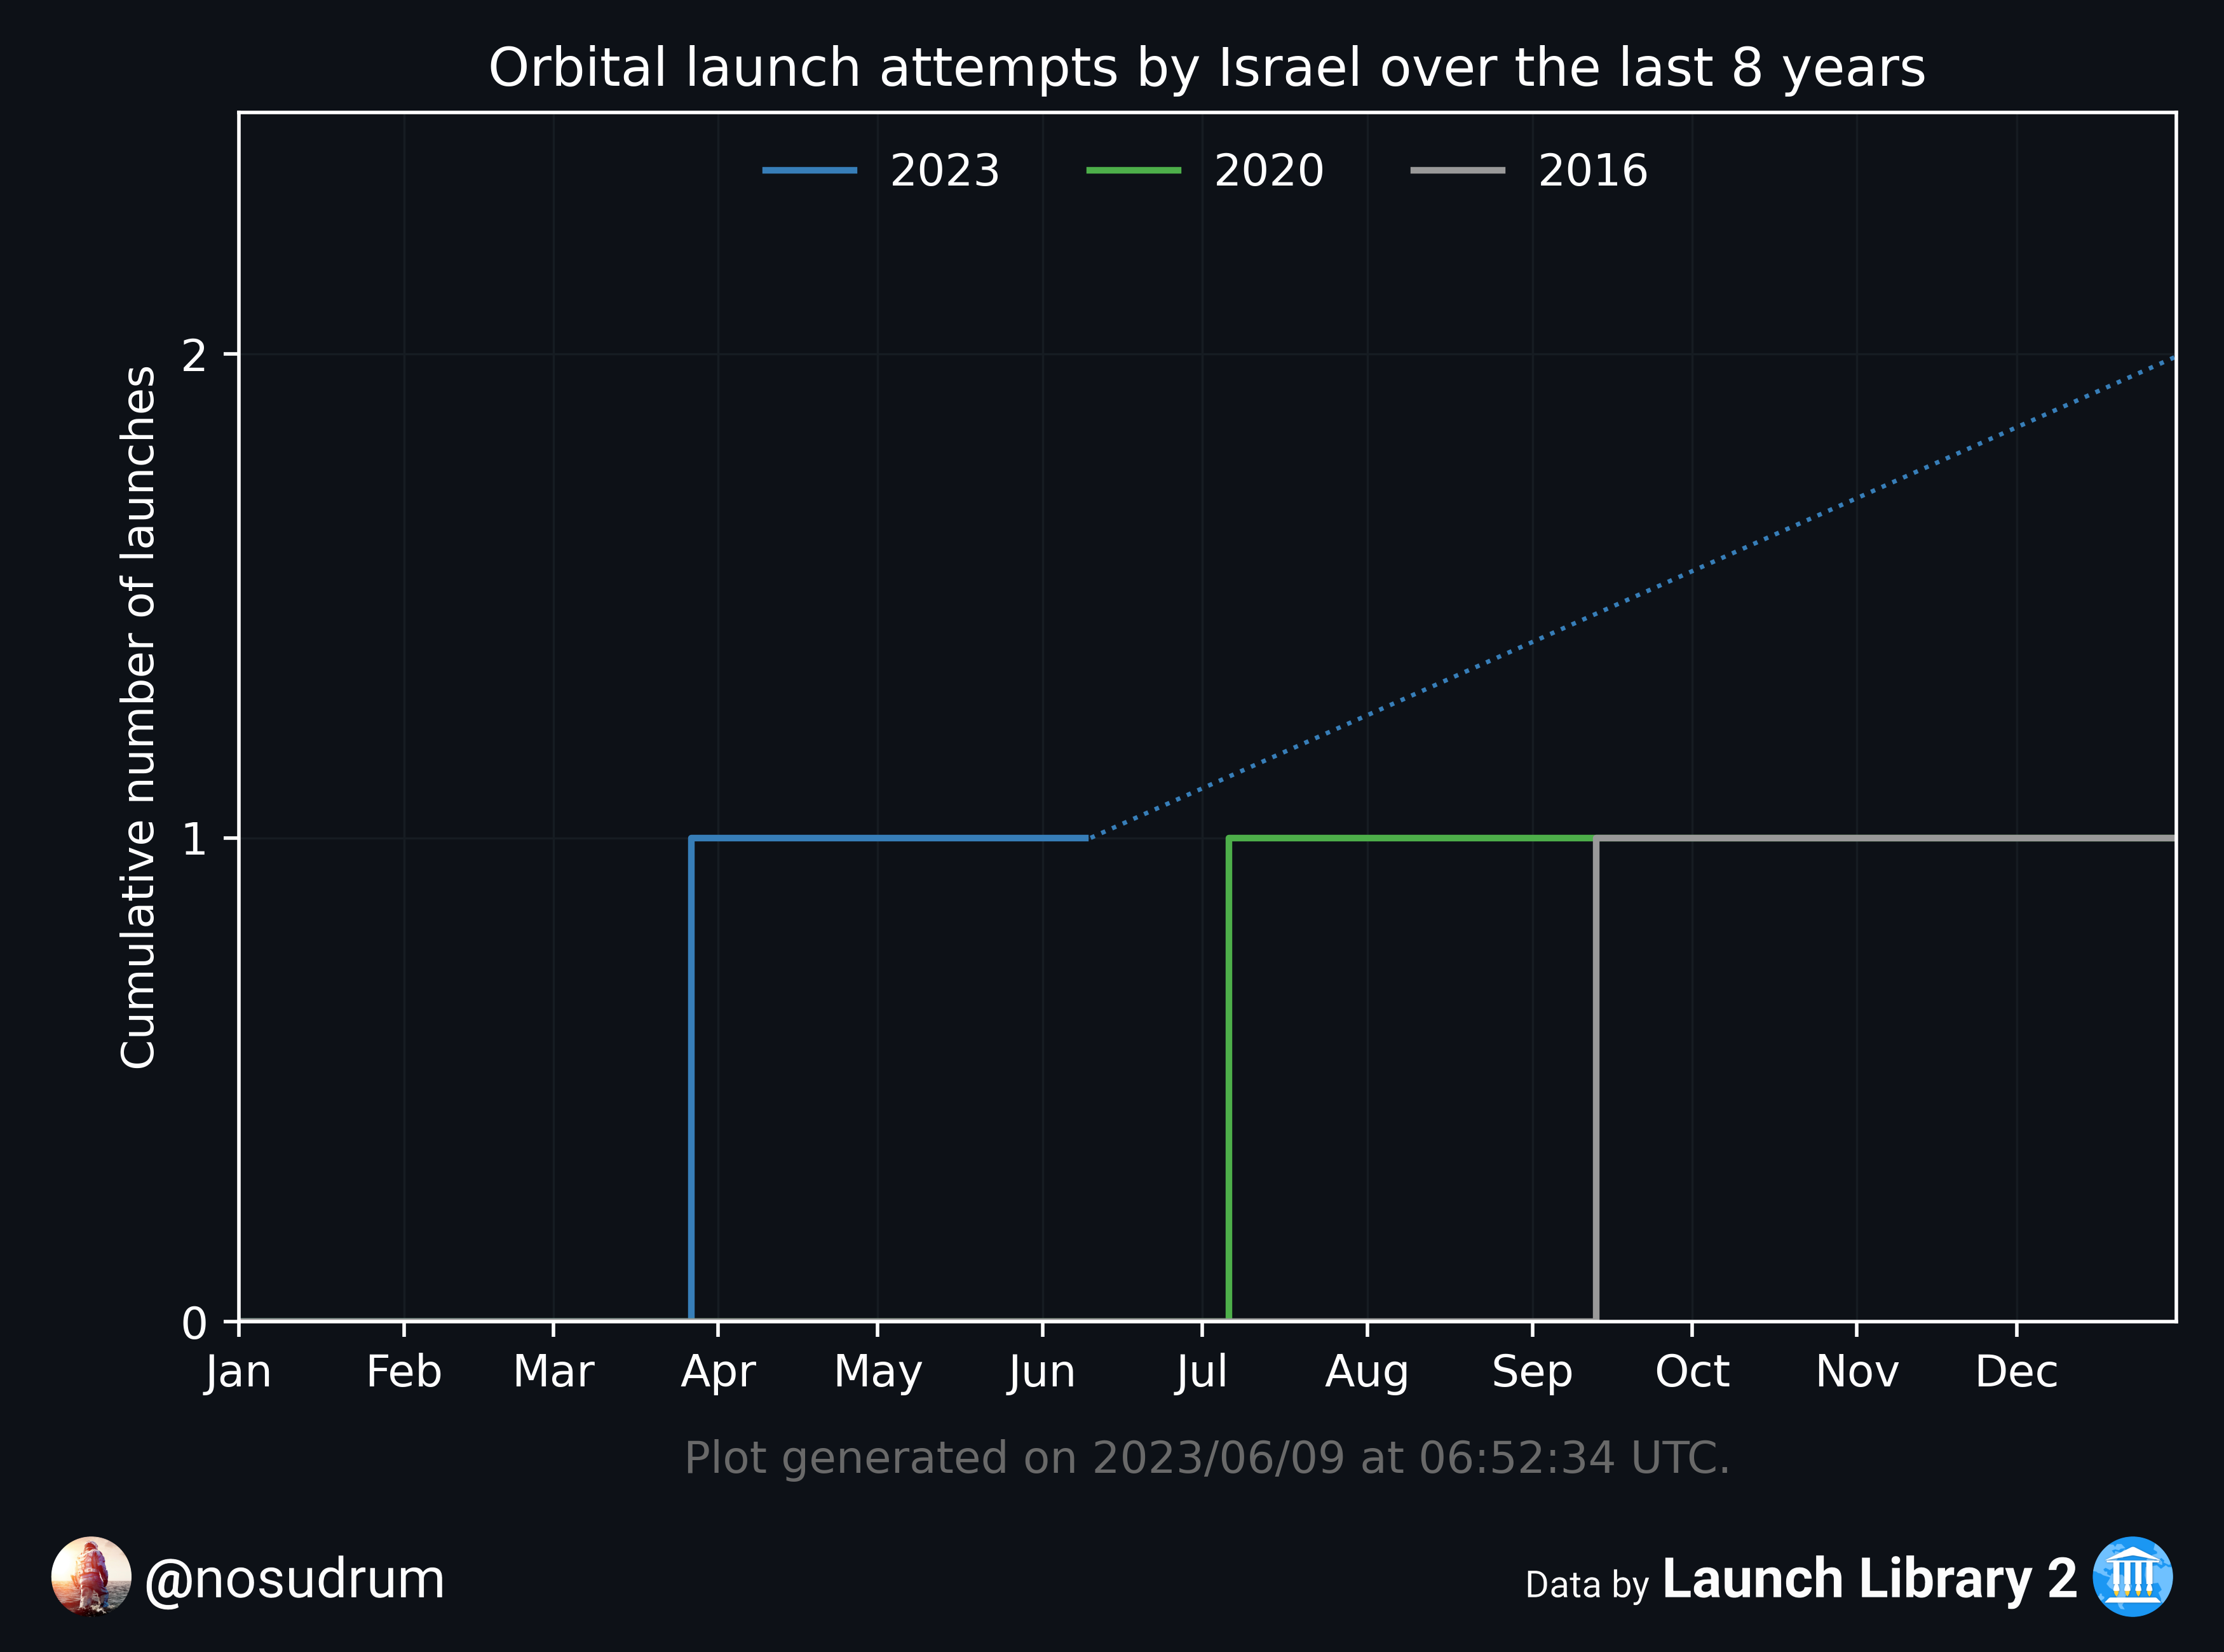 Orbital launch attempts by Israel over the last 8 years
2023 2020 2016
Cumulative number of launches
2
1
0
Jan Feb Mar Apr May Jun Jul Aug Sep Oct Nov Dec
Plot generated on 2023/06/09 at 06:52:34 UTC.
@nosudrum
Data by Launch Library 2